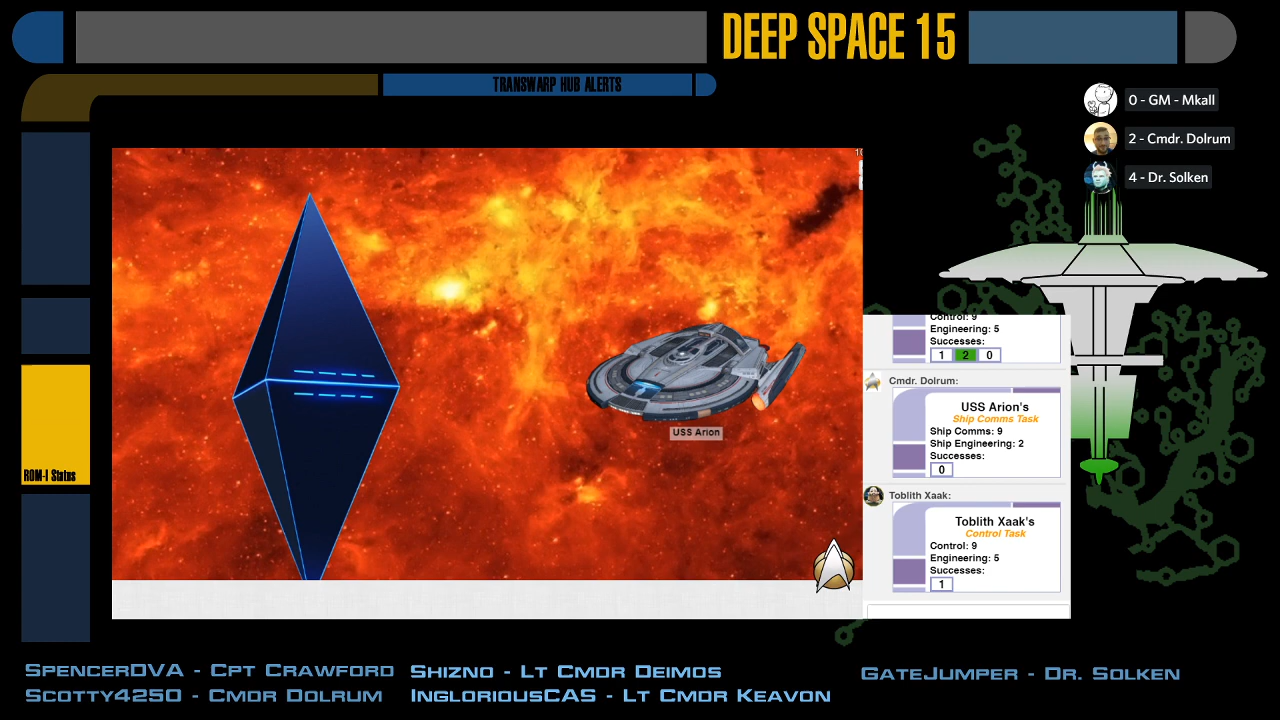 DEEP SPACE 15
TRANSWARP HUB ALERTS
0 - GM - Mkall
2 - Cmdr. Dolrum
4 - Dr. Solken
USS Arion
ROM-I Status
Control: 9
Engineering: 5
Successes:
1 2 0
Cmdr. Dolrum:
USS Arion's
Ship Comms Task
Ship Comms: 9
Ship Engineering: 2
Successes:
0
Toblith Xaak:
Toblith Xaak's
Control Task
Control: 9
Engineering: 5
Successes:
1
SpencerDVA - Cpt Crawford
Scotty4250 - Cmdr Dolrum
Shizno - Lt Cmdr Deimos
IngloriousCAS - Lt Cmdr Keavon
GateJumper - Dr. Solken